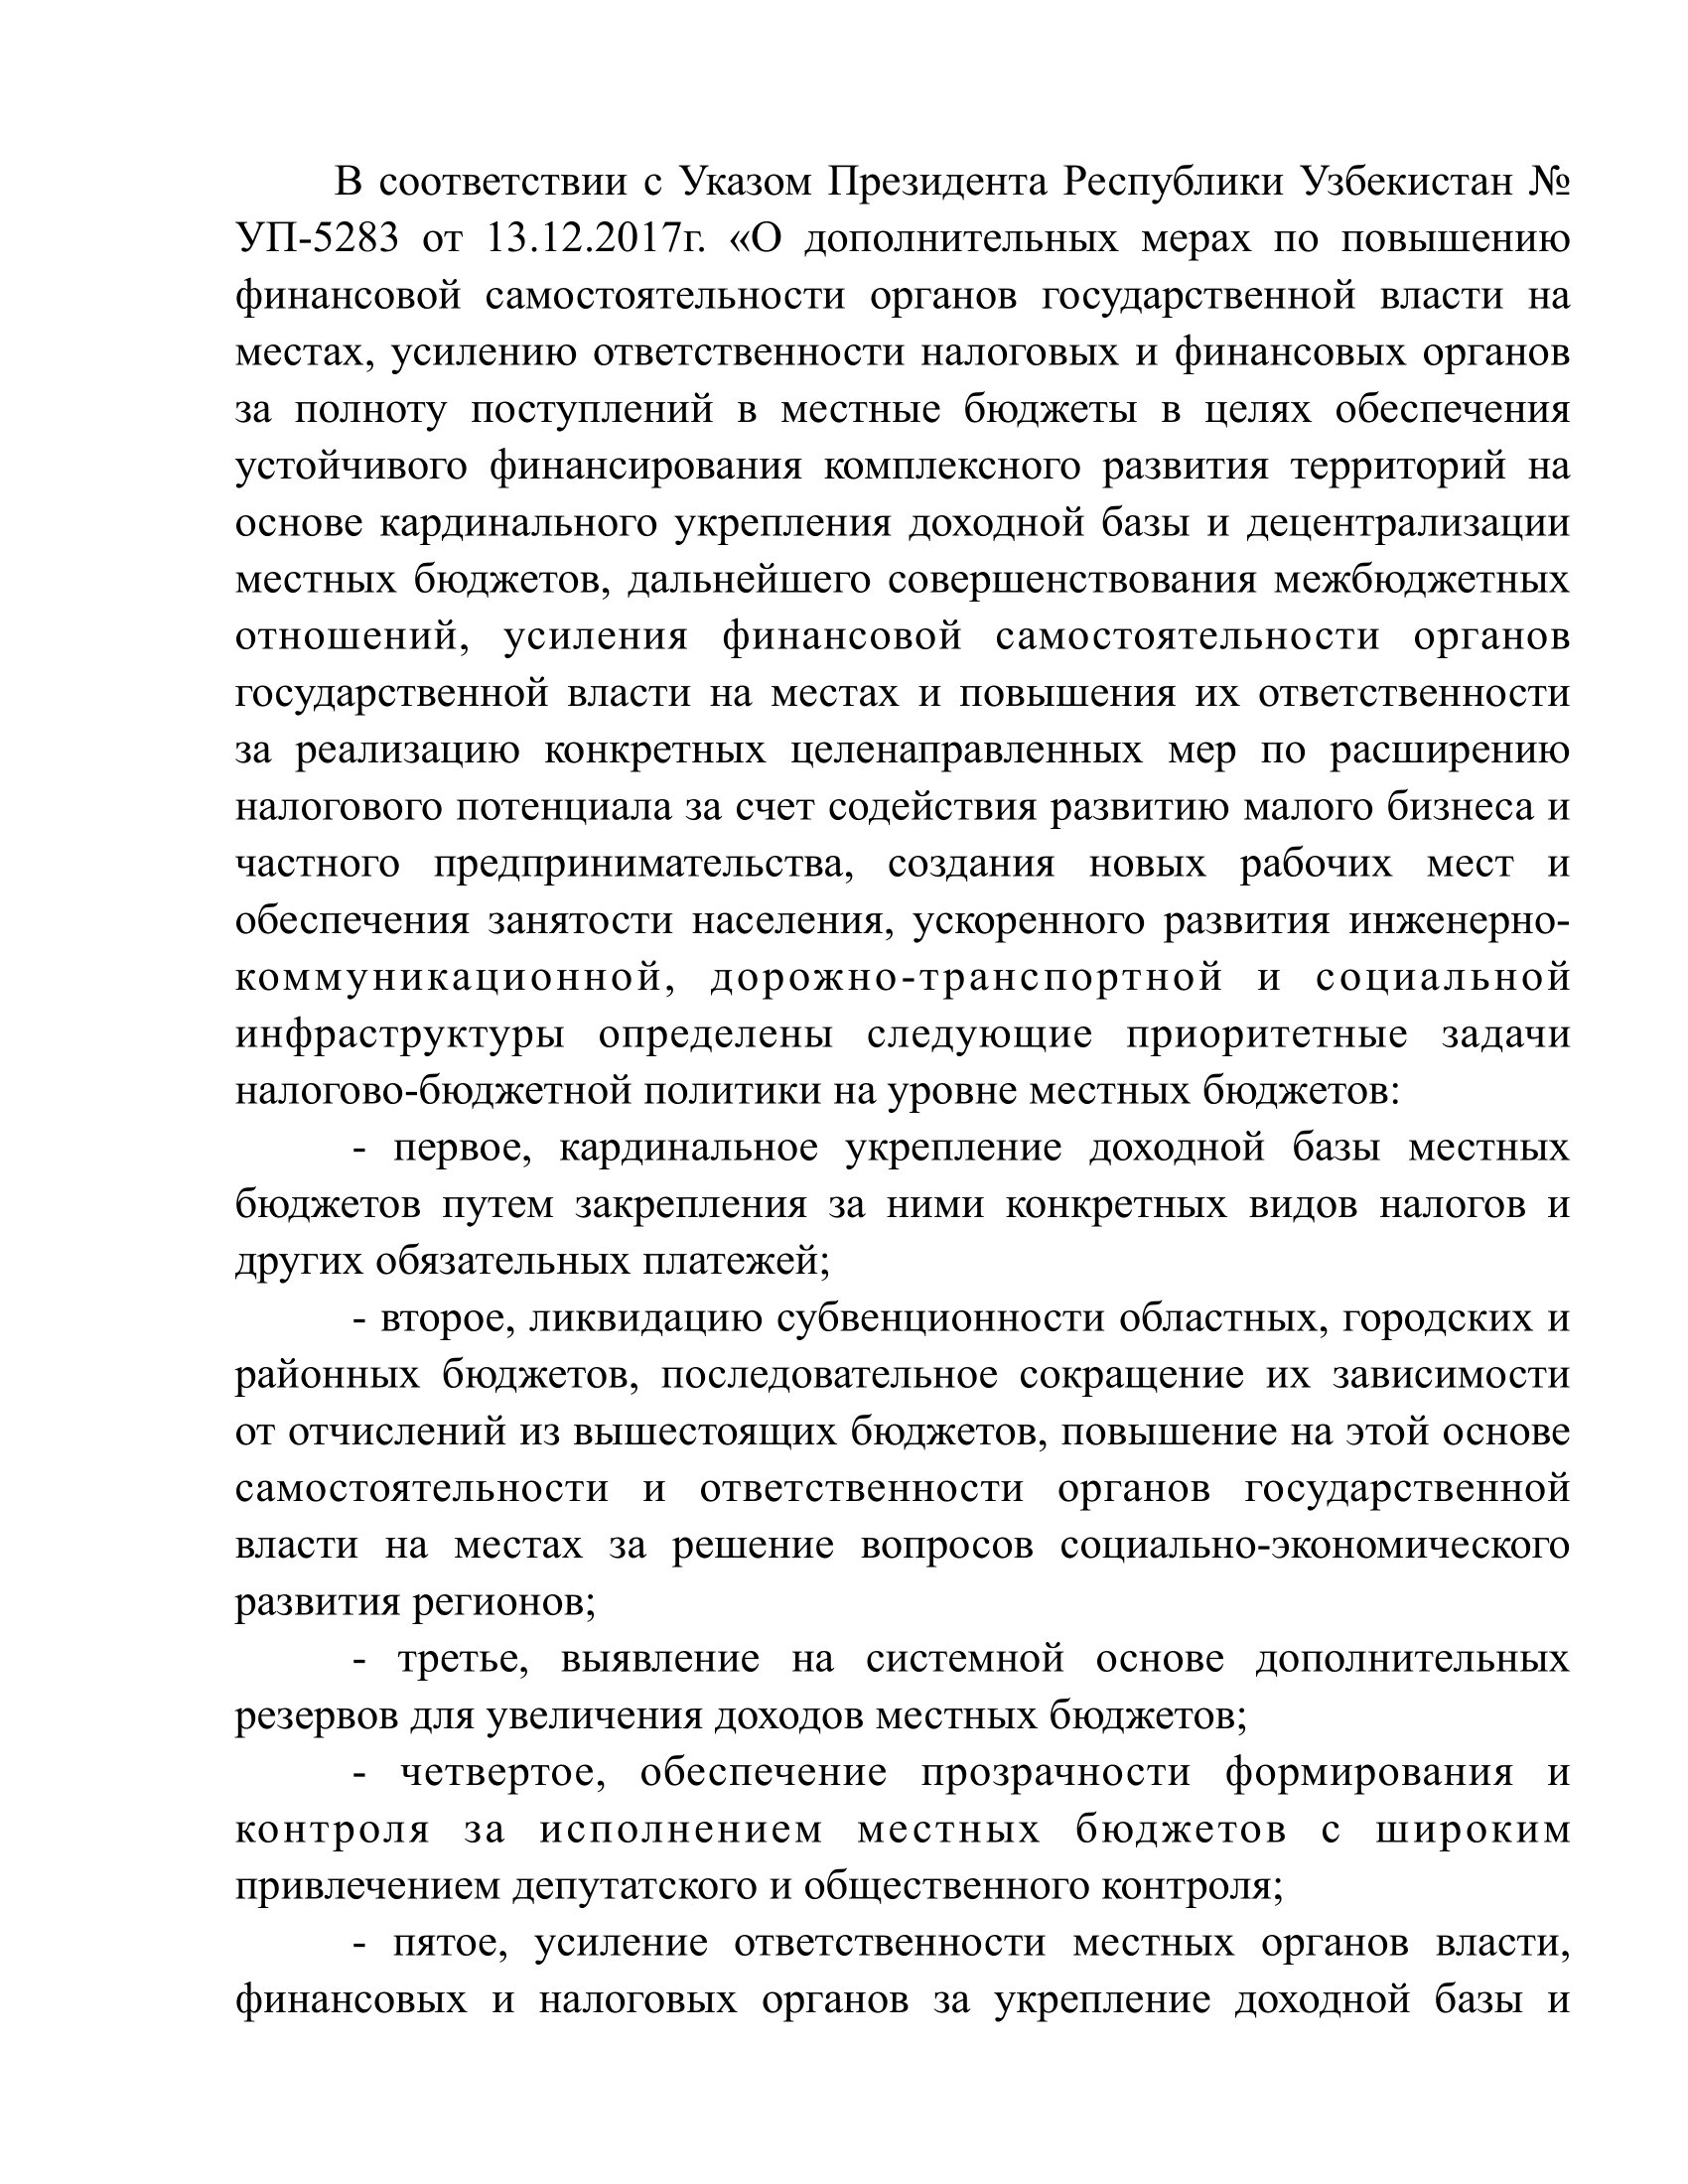 В соответствии с Указом Президента Республики Узбекистан №
УП-5283 от 13.12.2017г. «О дополнительных мерах по повышению
финансовой самостоятельности органов государственной власти на
местах, усилению ответственности налоговых и финансовых органов
за полноту поступлений в местные бюджеты в целях обеспечения
устойчивого финансирования комплексного развития территорий на
основе кардинального укрепления доходной базы и децентрализации
местных бюджетов, дальнейшего совершенствования межбюджетных
отношений, усиления финансовой самостоятельности органов
государственной власти на местах и повышения их ответственности
за реализацию конкретных целенаправленных мер по расширению
налогового потенциала за счет содействия развитию малого бизнеса и
частного предпринимательства, создания новых рабочих мест и
обеспечения занятости населения, ускоренного развития инженерно-
коммуникационной, дорожно-транспортной и социальной
инфраструктуры определены следующие приоритетные задачи
налогово-бюджетной политики на уровне местных бюджетов:
- первое, кардинальное укрепление доходной базы местных
бюджетов путем закрепления за ними конкретных видов налогов и
других обязательных платежей;
- второе, ликвидацию субвенционности областных, городских и
районных бюджетов, последовательное сокращение их зависимости
от отчислений из вышестоящих бюджетов, повышение на этой основе
самостоятельности и ответственности органов государственной
власти на местах за решение вопросов социально-экономического
развития регионов;
- третье, выявление на системной основе дополнительных
резервов для увеличения доходов местных бюджетов;
- четвертое, обеспечение прозрачности формирования и
контроля за исполнением местных бюджетов с широким
привлечением депутатского и общественного контроля;
- пятое, усиление ответственности местных органов власти,
финансовых и налоговых органов за укрепление доходной базы и